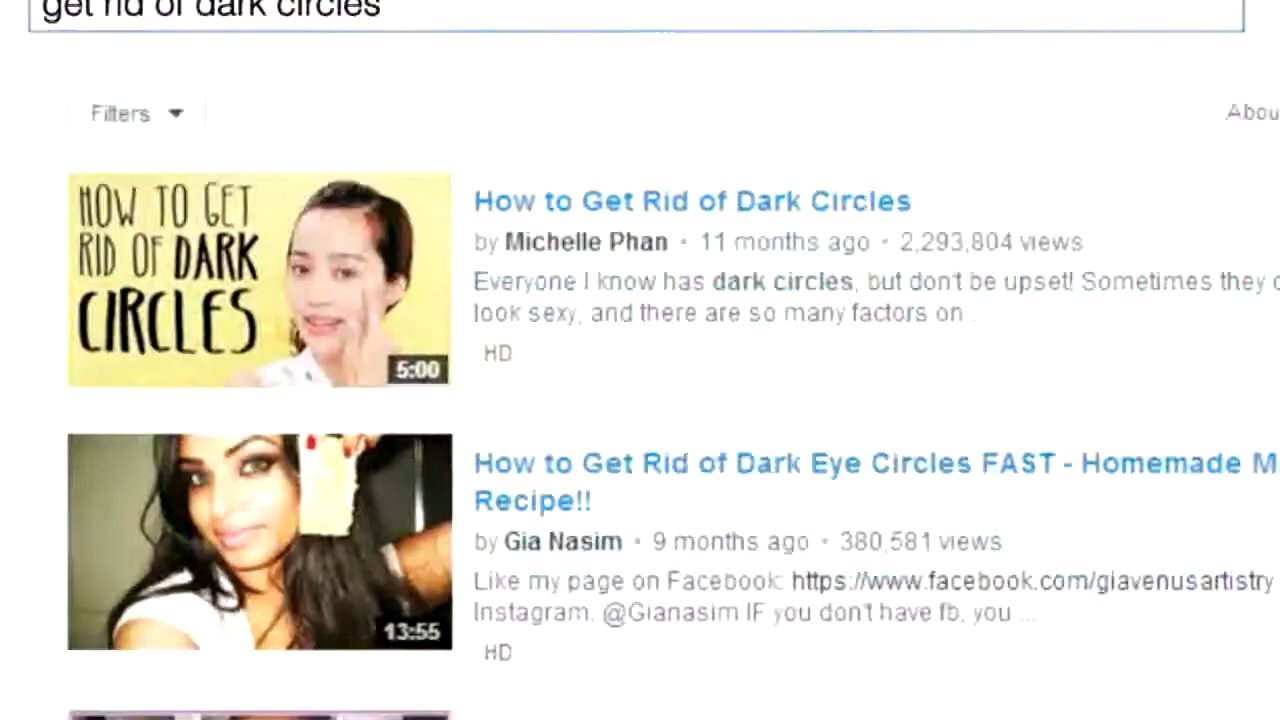 get rid of dark circles
Filters
Abou
HOW TO GET
RID OF DARK
CIRCLES
5:00
How to Get Rid of Dark Circles
by Michelle Phan • 11 months ago • 2,293,804 views
Everyone I know has dark circles, but don't be upset! Sometimes they c
look sexy, and there are so many factors on
HD
13:55
How to Get Rid of Dark Eye Circles FAST - Homemade M
Recipe!!
by Gia Nasim • 9 months ago • 380,581 views
Like my page on Facebook: https://www.facebook.com/giavenusartistry
Instagram. @Gianasim IF you don't have fb, you ...
HD